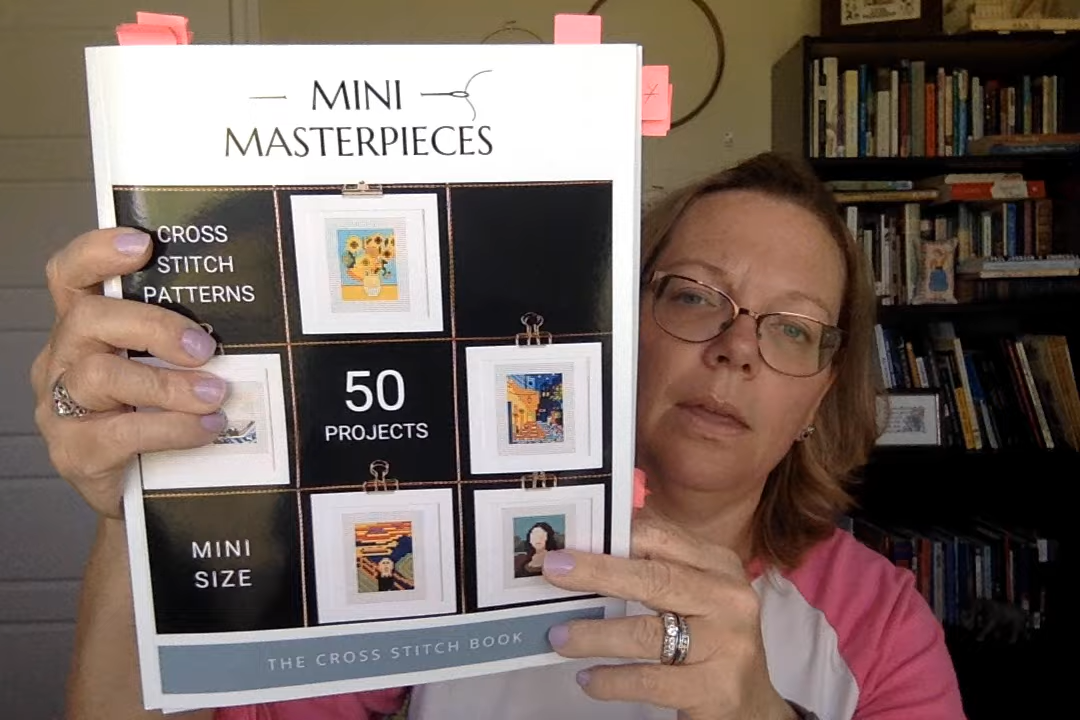 MINI
MASTERPIECES
CROSS
STITCH
PATTERNS
50
PROJECTS
MINI
SIZE
THE CROSS STITCH BOOK